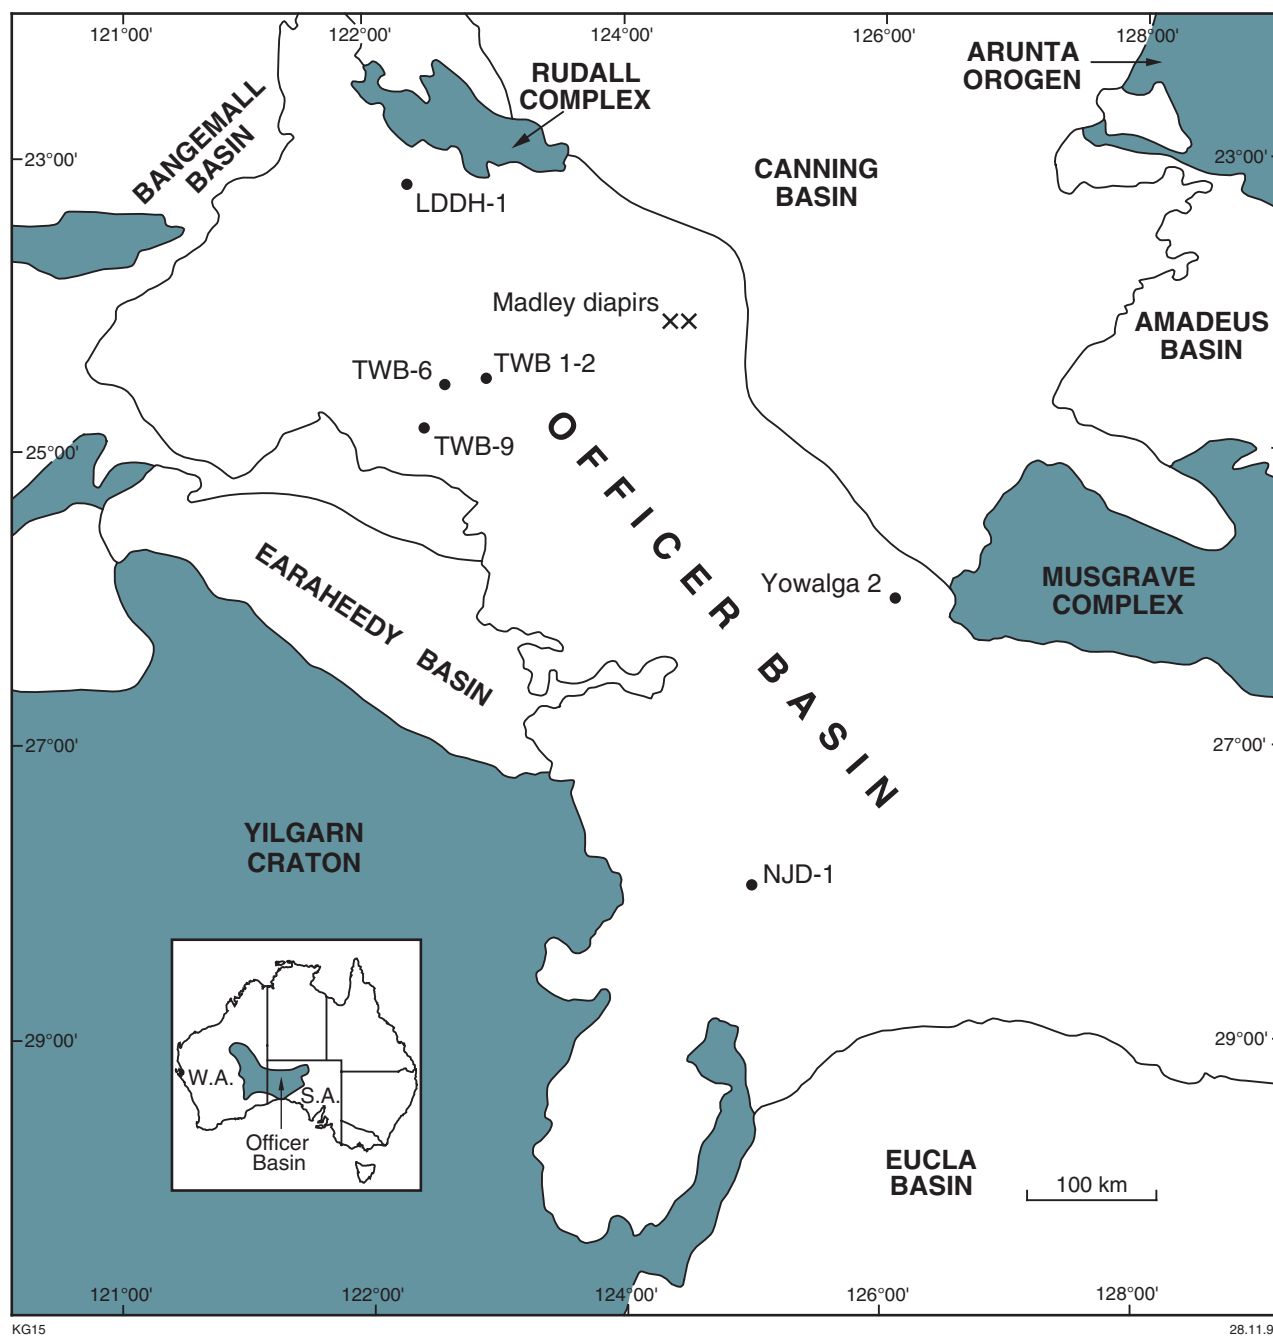 121°00'
122°00'
124°00'
126°00'
128°00'
ARUNTA
OROGEN
RUDALL
COMPLEX
BANGEMALL
BASIN
23°00'
CANNING
BASIN
23°00'
LDDH-1
Madley diapirs
AMADEUS
BASIN
TWB-6
TWB 1-2
TWB-9
25°00'
OFFICER BASIN
EARAHEEDY BASIN
Yowalga 2
MUSGRAVE
COMPLEX
27°00'
27°00'
YILGARN
CRATON
NJD-1
29°00'
29°00'
W.A.
S.A.
Officer
Basin
EUCLA
BASIN
100 km
121°00'
122°00'
124°00'
126°00'
128°00'
KG15
28.11.9